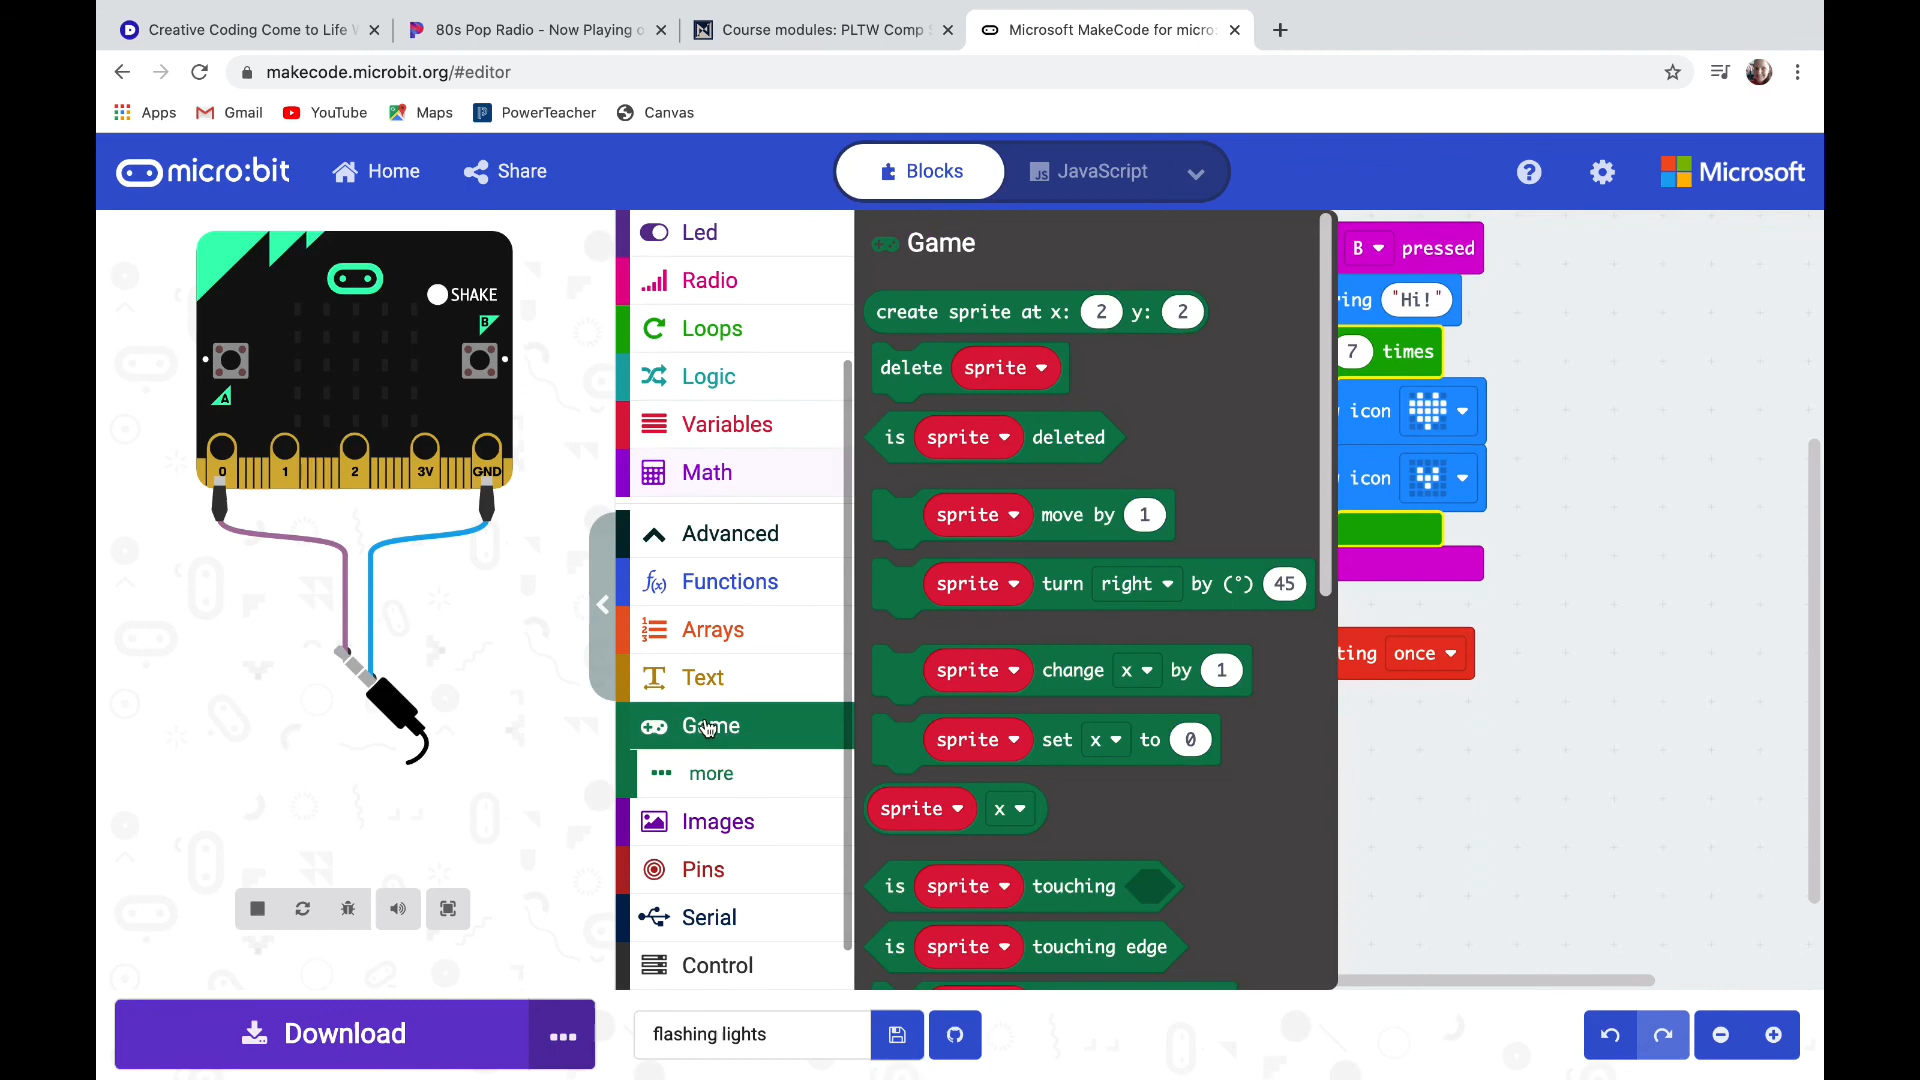 Creative Coding Come to Life
80s Pop Radio - Now Playing o
Course modules: PLTW Comp S
Microsoft MakeCode for micro:
makecode.microbit.org/#editor
Apps
Gmail
YouTube
Maps
PowerTeacher
Canvas
micro:bit
Home
Share
Blocks
JS JavaScript
Microsoft
SHAKE
B
A
0 1 2 3V GND
Led
Radio
Loops
Logic
Variables
Math
Advanced
f(x) Functions
Arrays
Text
Game
more
Images
Pins
Serial
Control
Game
create sprite at x: 2 y: 2
delete sprite
is sprite deleted
sprite move by 1
sprite turn right by (°) 45
sprite change x by 1
sprite set x to 0
sprite x
is sprite touching
is sprite touching edge
B pressed
ing "Hi!"
7 times
icon
icon
ting once
Download
flashing lights